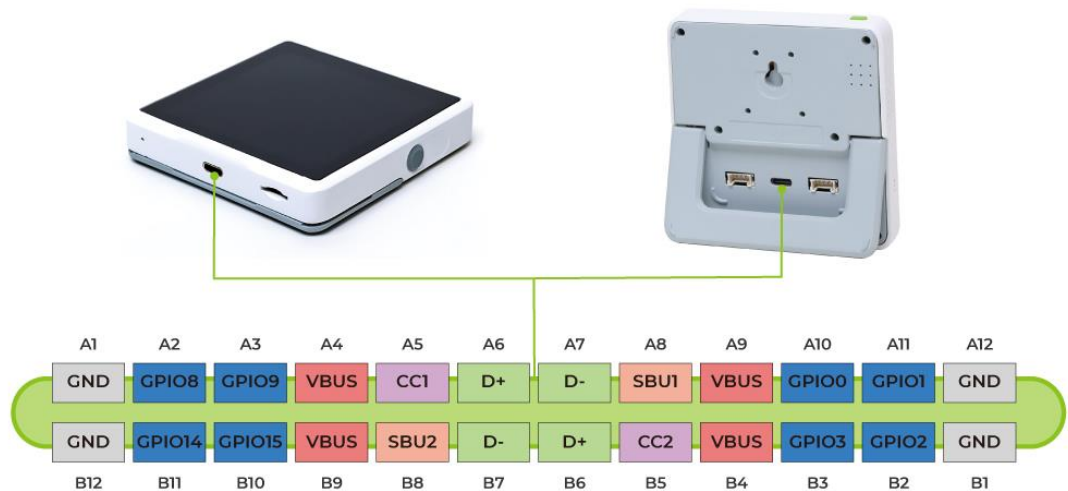 A1 A2 A3 A4 A5 A6 A7 A8 A9 A10 A11 A12
GND GPIO8 GPIO9 VBUS CC1 D+ D- SBU1 VBUS GPIO0 GPIO1 GND
GND GPIO14 GPIO15 VBUS SBU2 D- D+ CC2 VBUS GPIO3 GPIO2 GND
B12 B11 B10 B9 B8 B7 B6 B5 B4 B3 B2 B1